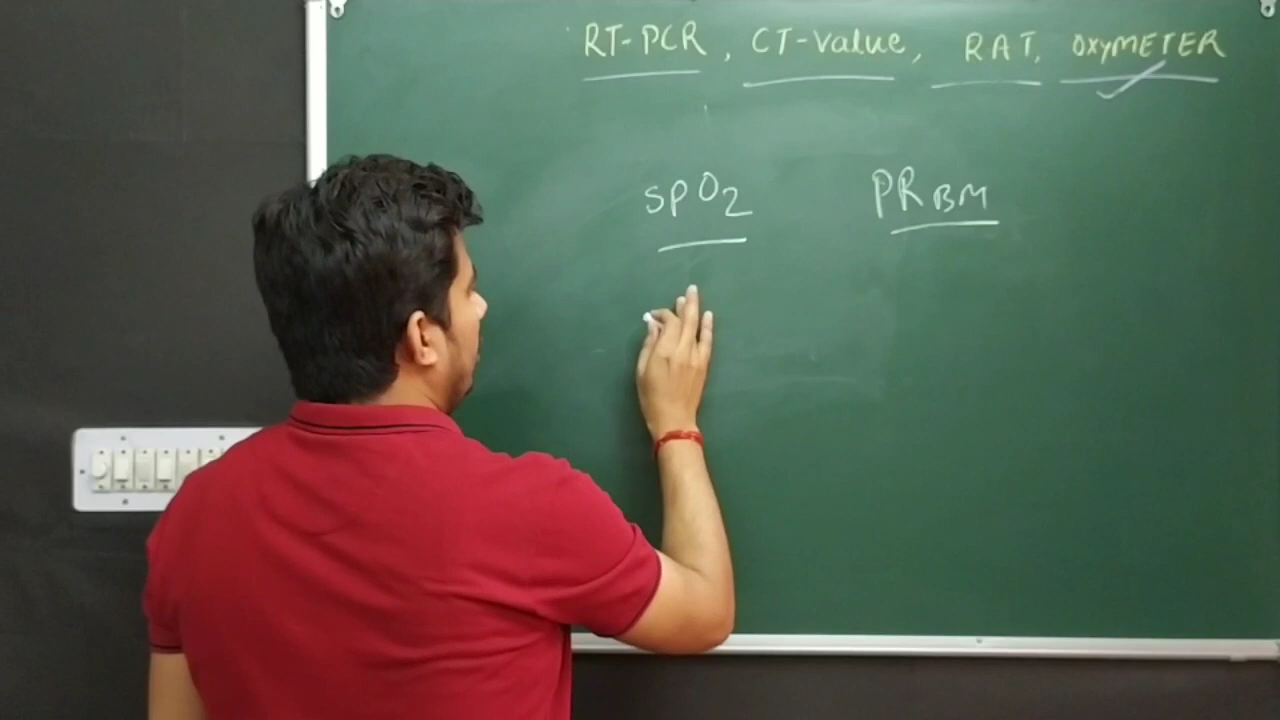 RT-PCR, CT-Value, RAT, OXYMETER
SPO2 PRBM